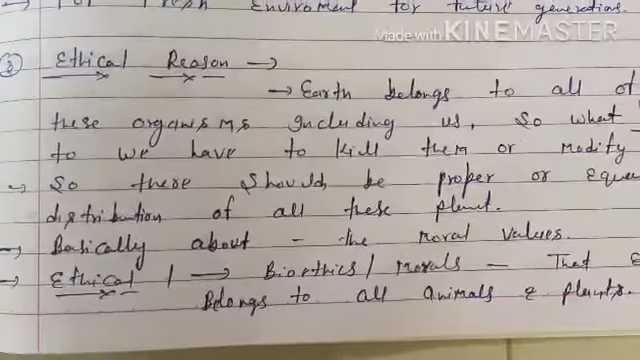 Fresh Enviroment for future generations.
Made with KINEMASTER
③ Ethical Reason →
→ Earth belongs to all of
these organisms including us, so what
to we have to kill them or modify
→ So there should be proper or
distribution of all these plant.
→ Basically about - the moral values.
→ Ethical / → Bioethics / Morals - That
Belongs to all animals & plants.